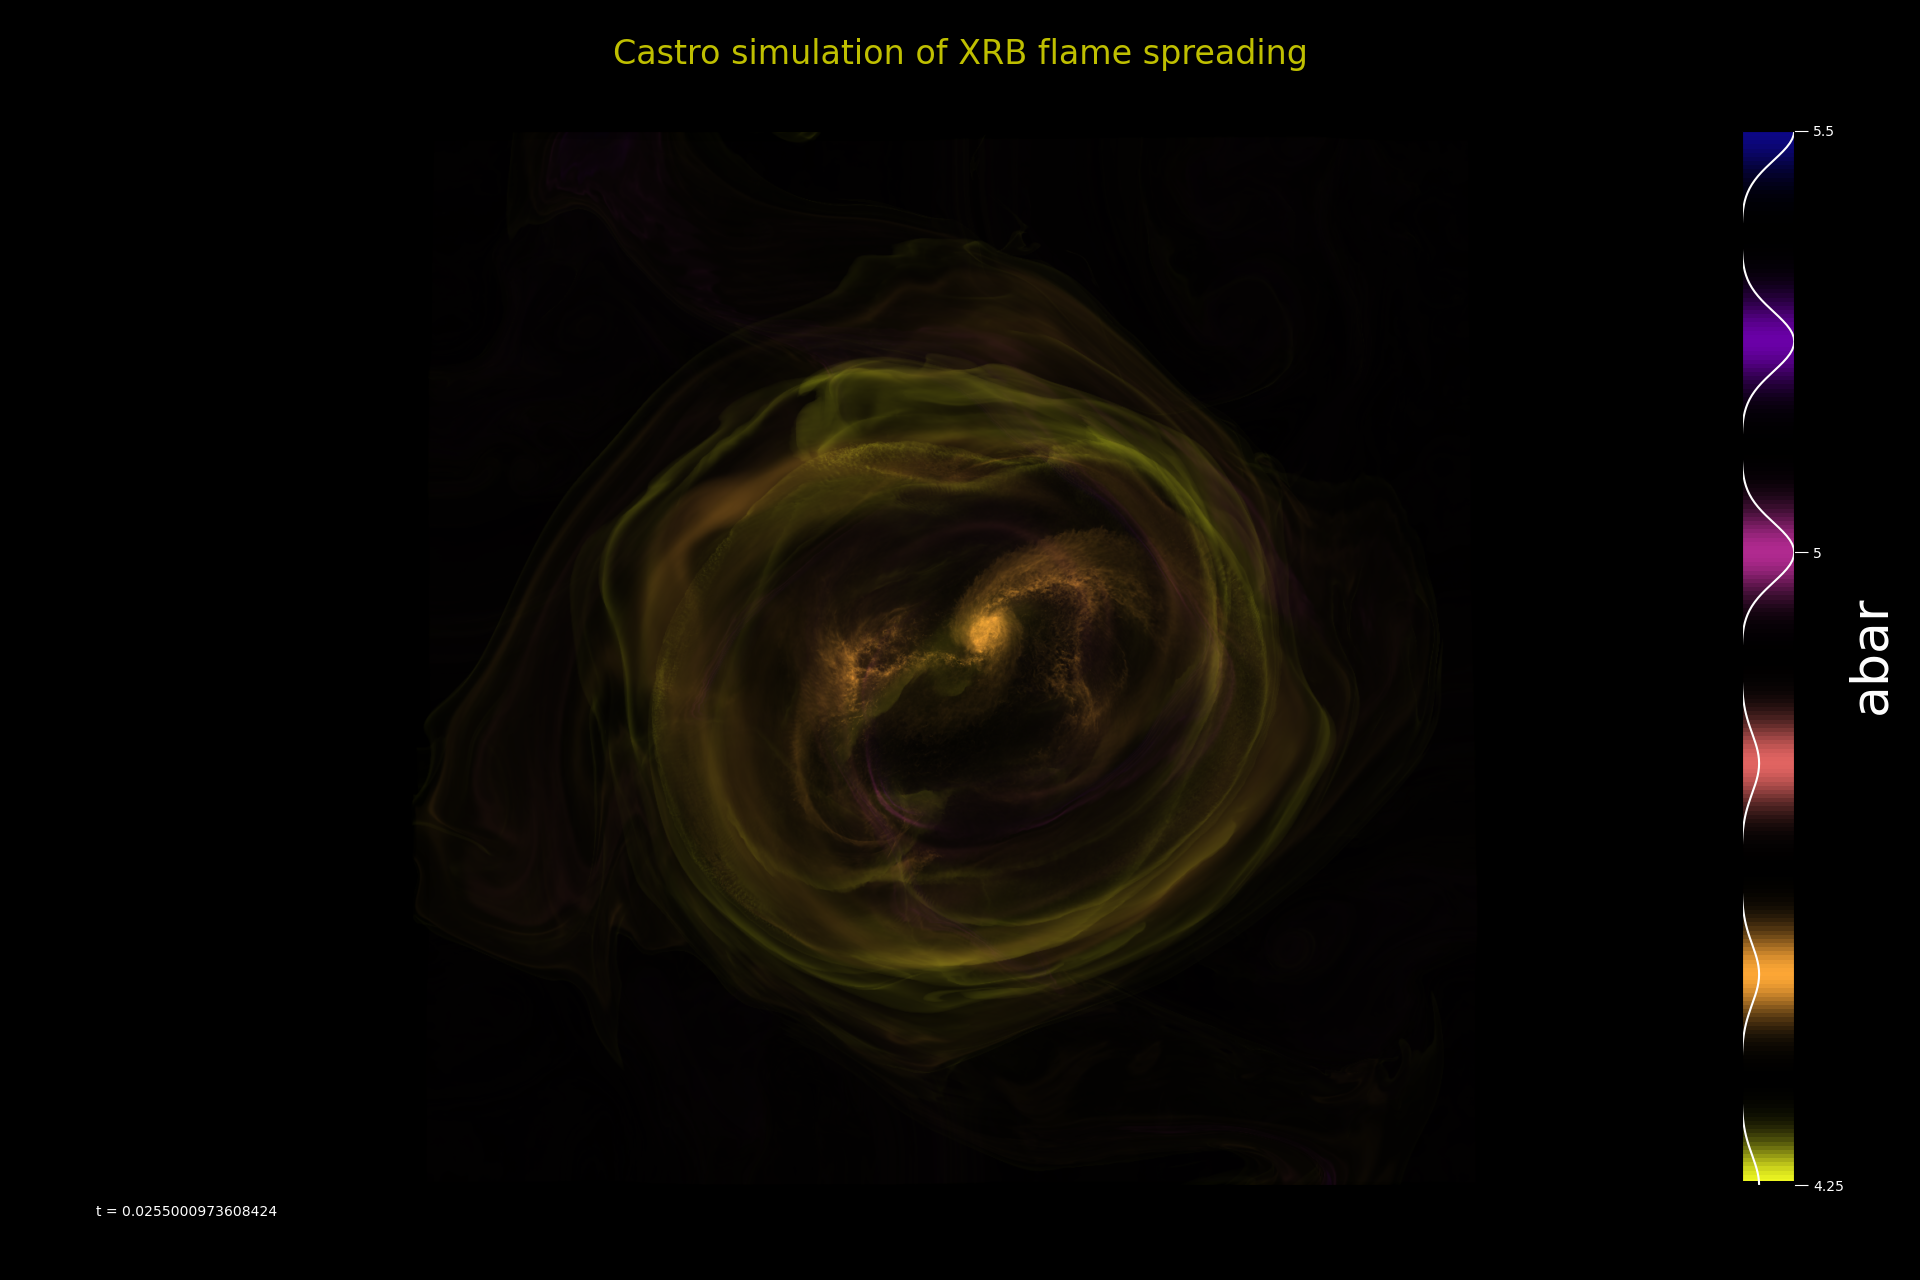 Castro simulation of XRB flame spreading
5.5
5
abar
4.25
t = 0.0255000973608424